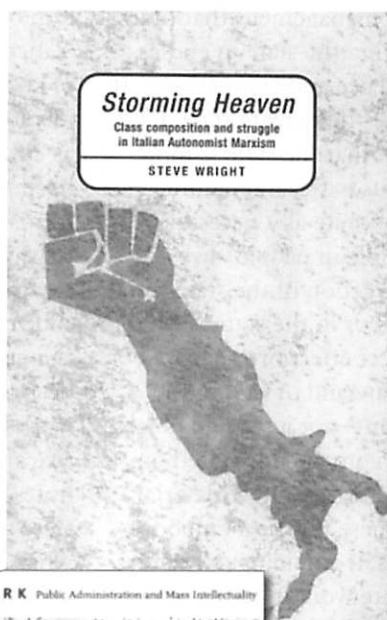 Storming Heaven
Class composition and struggle
in Italian Autonomist Marxism
STEVE WRIGHT
R K Public Administration and Mass Intellectuality